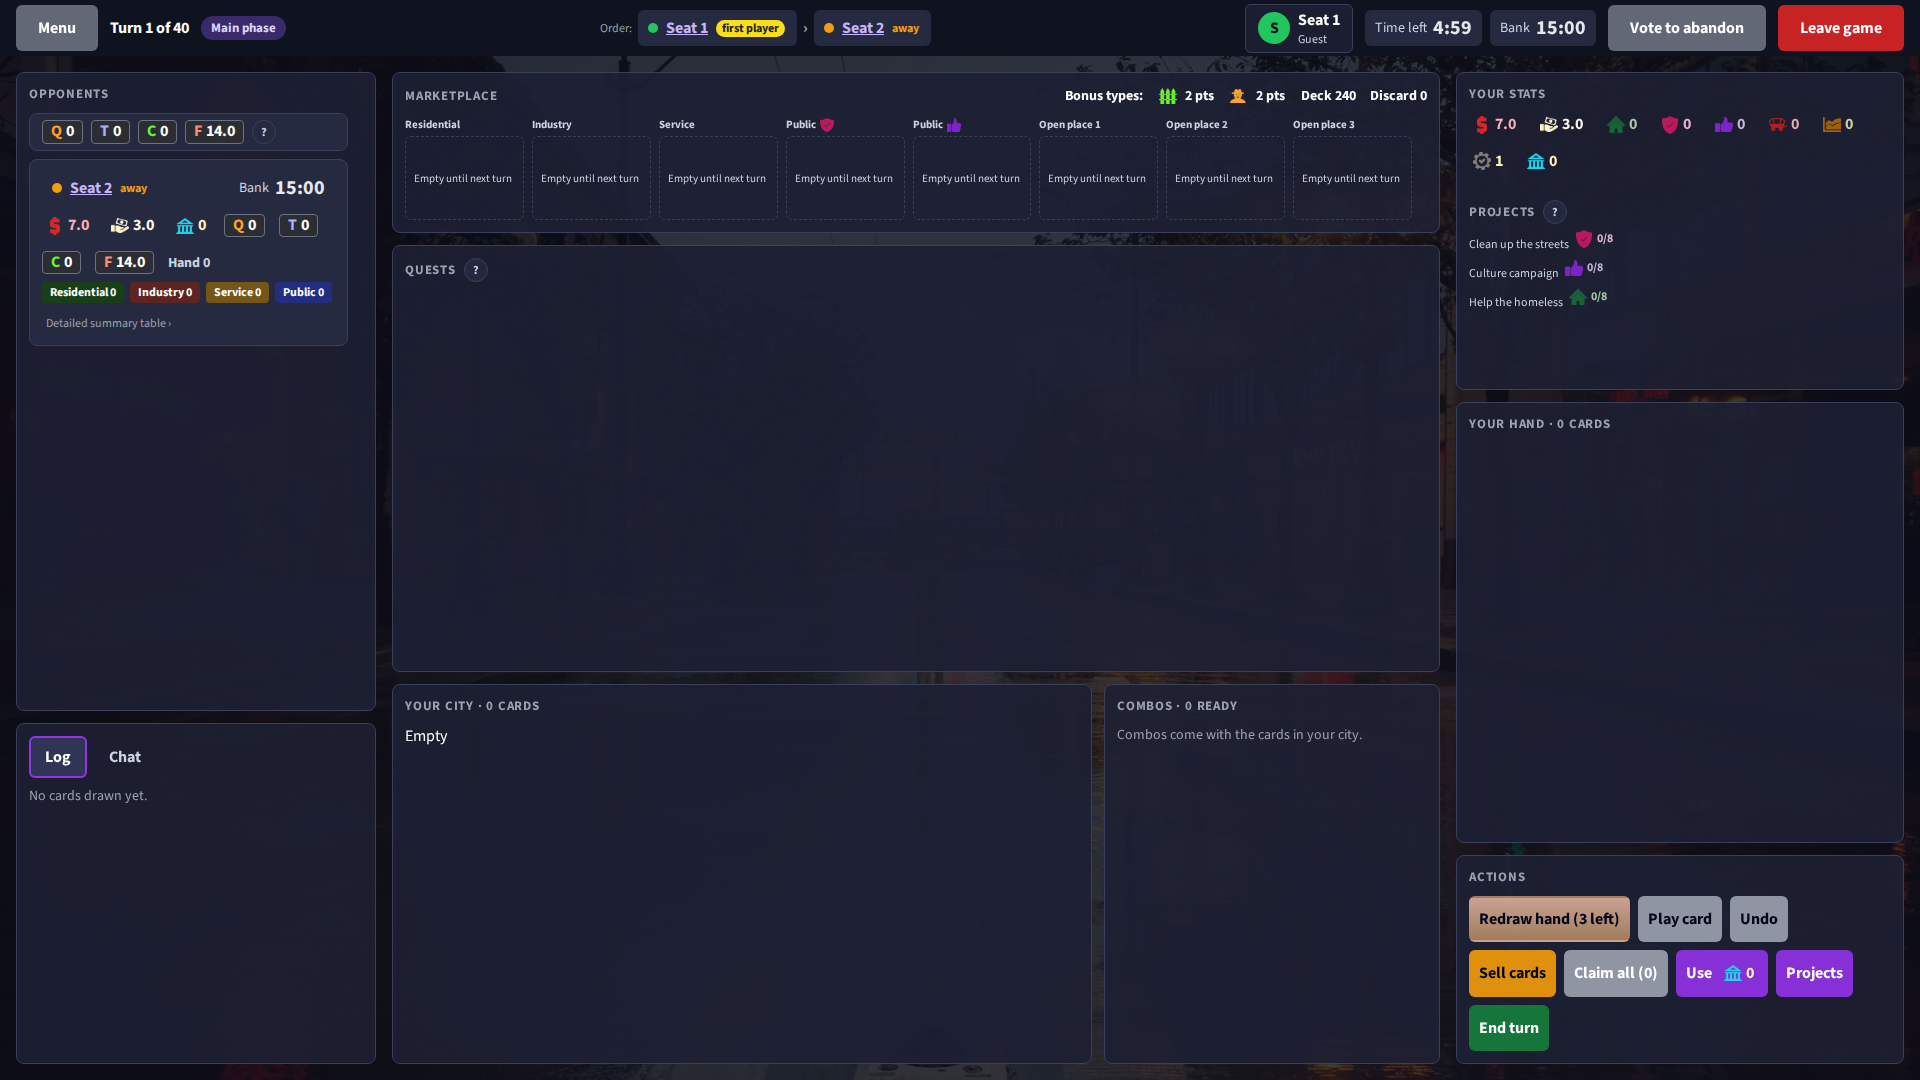 Menu
Turn 1 of 40
Main phase
Order:
Seat 1
first player
›
Seat 2
away
S
Seat 1
Guest
Time left 4:59
Bank 15:00
Vote to abandon
Leave game
OPPONENTS
Q 0
T 0
C 0
F 14.0
?
Seat 2 away
Bank 15:00
7.0
3.0
0
Q 0
T 0
C 0
F 14.0
Hand 0
Residential 0
Industry 0
Service 0
Public 0
Detailed summary table ›
Log
Chat
No cards drawn yet.
MARKETPLACE
Bonus types:
2 pts
2 pts
Deck 240
Discard 0
Residential
Industry
Service
Public
Public
Open place 1
Open place 2
Open place 3
Empty until next turn
Empty until next turn
Empty until next turn
Empty until next turn
Empty until next turn
Empty until next turn
Empty until next turn
Empty until next turn
QUESTS
?
YOUR CITY · 0 CARDS
Empty
COMBOS · 0 READY
Combos come with the cards in your city.
YOUR STATS
7.0
3.0
0
0
0
0
0
1
0
PROJECTS
?
Clean up the streets 0/8
Culture campaign 0/8
Help the homeless 0/8
YOUR HAND · 0 CARDS
ACTIONS
Redraw hand (3 left)
Play card
Undo
Sell cards
Claim all (0)
Use 0
Projects
End turn